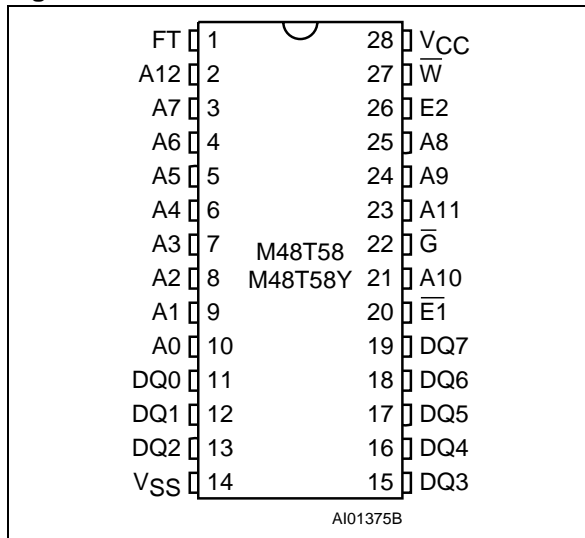 FT 1 28 VCC
A12 2 27 W̅
A7 3 26 E2
A6 4 25 A8
A5 5 24 A9
A4 6 23 A11
A3 7 M48T58 22 G̅
A2 8 M48T58Y 21 A10
A1 9 20 E̅1̅
A0 10 19 DQ7
DQ0 11 18 DQ6
DQ1 12 17 DQ5
DQ2 13 16 DQ4
VSS 14 15 DQ3
AI01375B